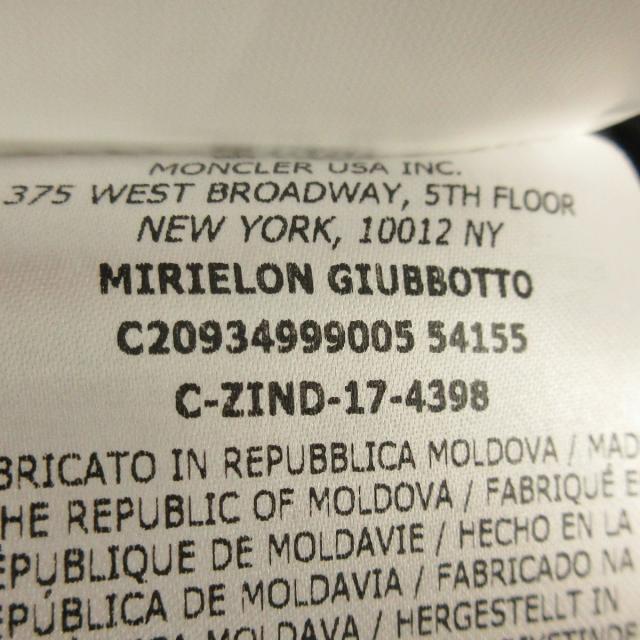 MONCLER USA INC.
375 WEST BROADWAY, 5TH FLOOR
NEW YORK, 10012 NY
MIRIELON GIUBBOTTO
C20934999005 54155
C-ZIND-17-4398
BRICATO IN REPUBBLICA MOLDOVA / MAD
HE REPUBLIC OF MOLDOVA / FABRIQUÉ E
ÉPUBLIQUE DE MOLDAVIE / HECHO EN LA
EPÚBLICA DE MOLDAVIA / FABRICADO NA
MOLDAVA / HERGESTELLT IN